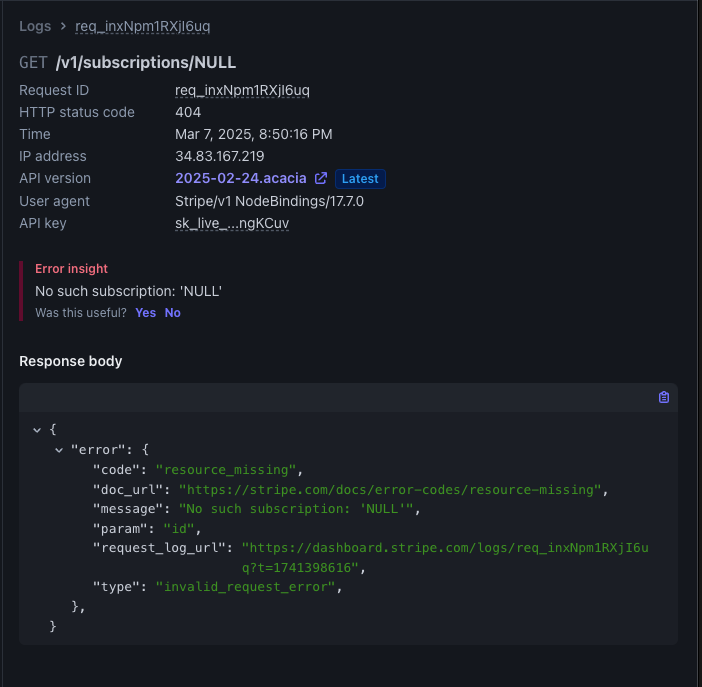 Logs > req_inxNpm1RXjI6uq
GET /v1/subscriptions/NULL
Request ID req_inxNpm1RXjI6uq
HTTP status code 404
Time Mar 7, 2025, 8:50:16 PM
IP address 34.83.167.219
API version 2025-02-24.acacia Latest
User agent Stripe/v1 NodeBindings/17.7.0
API key sk_live_...ngKCuv
Error insight
No such subscription: 'NULL'
Was this useful? Yes No
Response body
{
"error": {
"code": "resource_missing",
"doc_url": "https://stripe.com/docs/error-codes/resource-missing",
"message": "No such subscription: 'NULL'",
"param": "id",
"request_log_url": "https://dashboard.stripe.com/logs/req_inxNpm1RXjI6u
q?t=1741398616",
"type": "invalid_request_error",
},
}